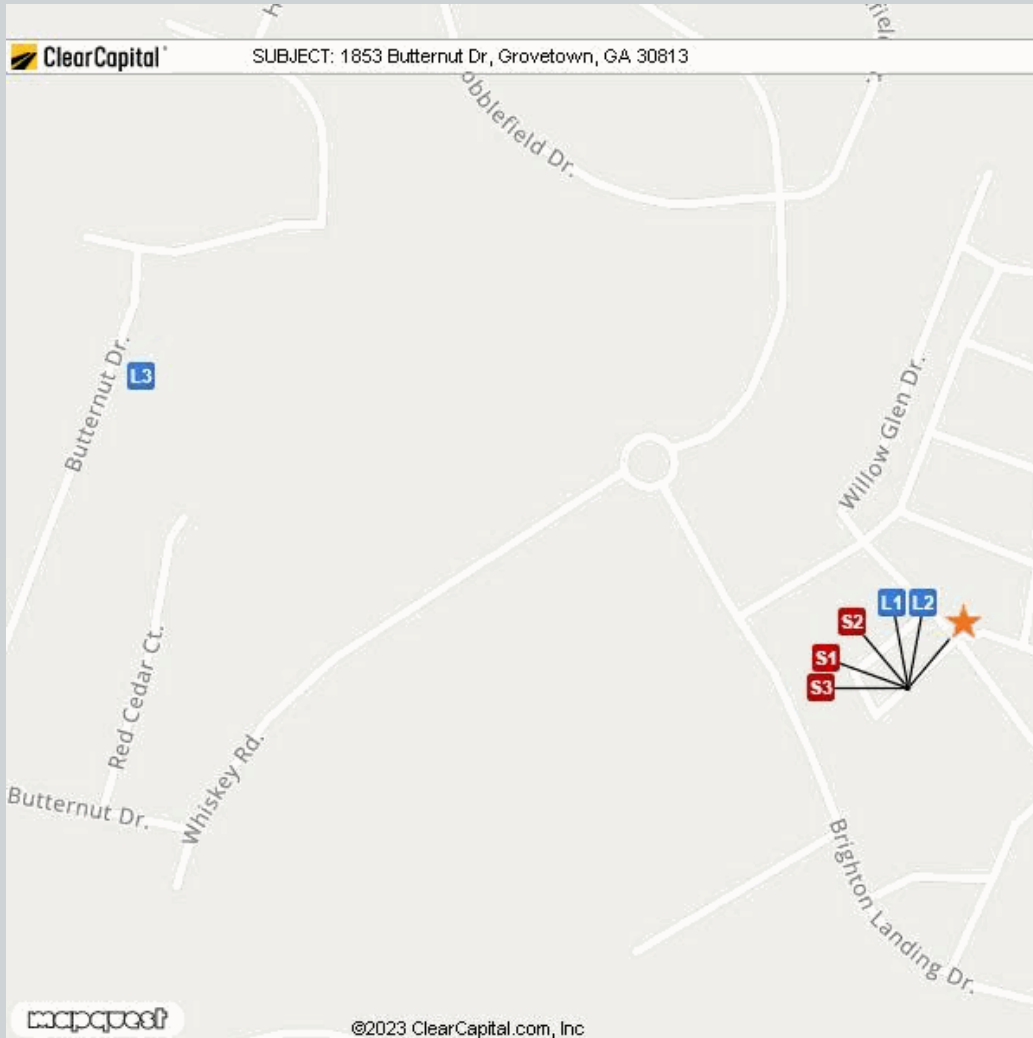 ClearCapital
SUBJECT: 1853 Butternut Dr, Grovetown, GA 30813
obblefield Dr.
Butternut Dr.
L3
Willow Glen Dr.
L1
L2
S2
S1
S3
Red Cedar Ct.
Butternut Dr.
Whiskey Rd.
Brighton Landing Dr.
mapquest
©2023 ClearCapital.com, Inc